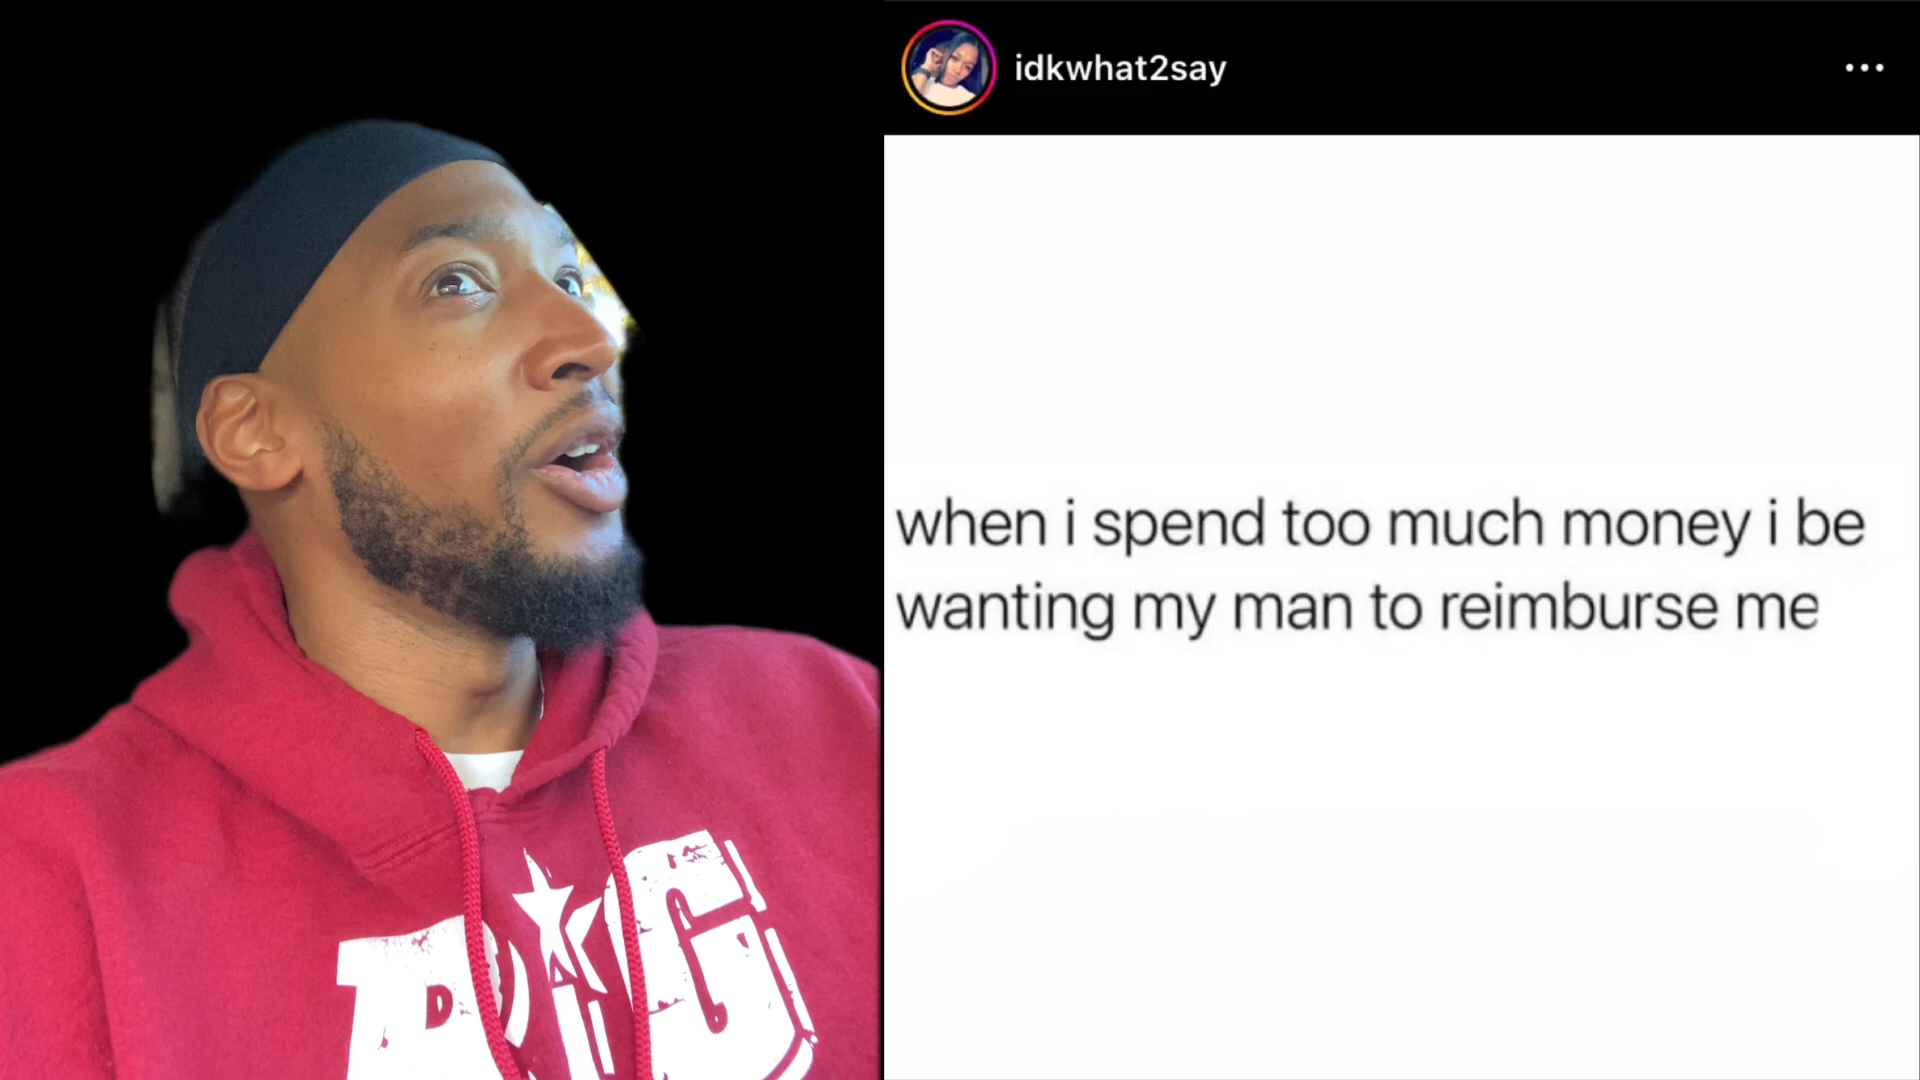 idkwhat2say
when i spend too much money i be
wanting my man to reimburse me